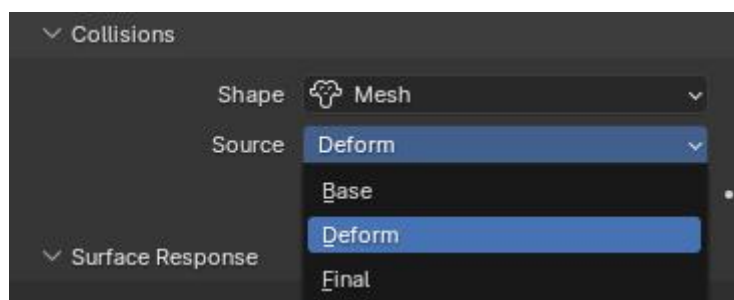 Collisions
Shape Mesh
Source Deform
Base
Deform
Surface Response
Final